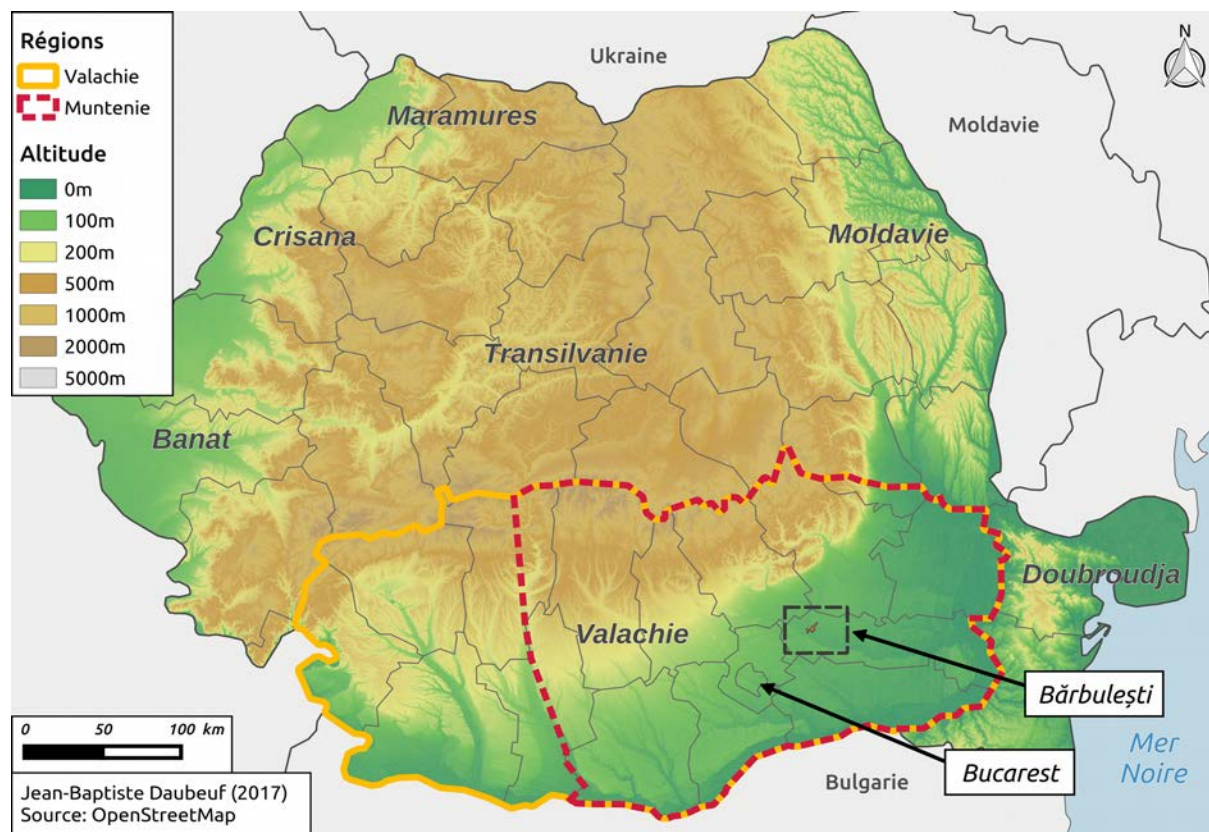 Régions
Valachie
Muntenie
Altitude
0m
100m
200m
500m
1000m
2000m
5000m
Ukraine
N
Moldavie
Maramures
Crisana
Moldavie
Transilvanie
Banat
Doubroudja
Valachie
Bărbulești
Bucarest
Bulgarie
Mer
Noire
0 50 100 km
Jean-Baptiste Daubeuf (2017)
Source: OpenStreetMap